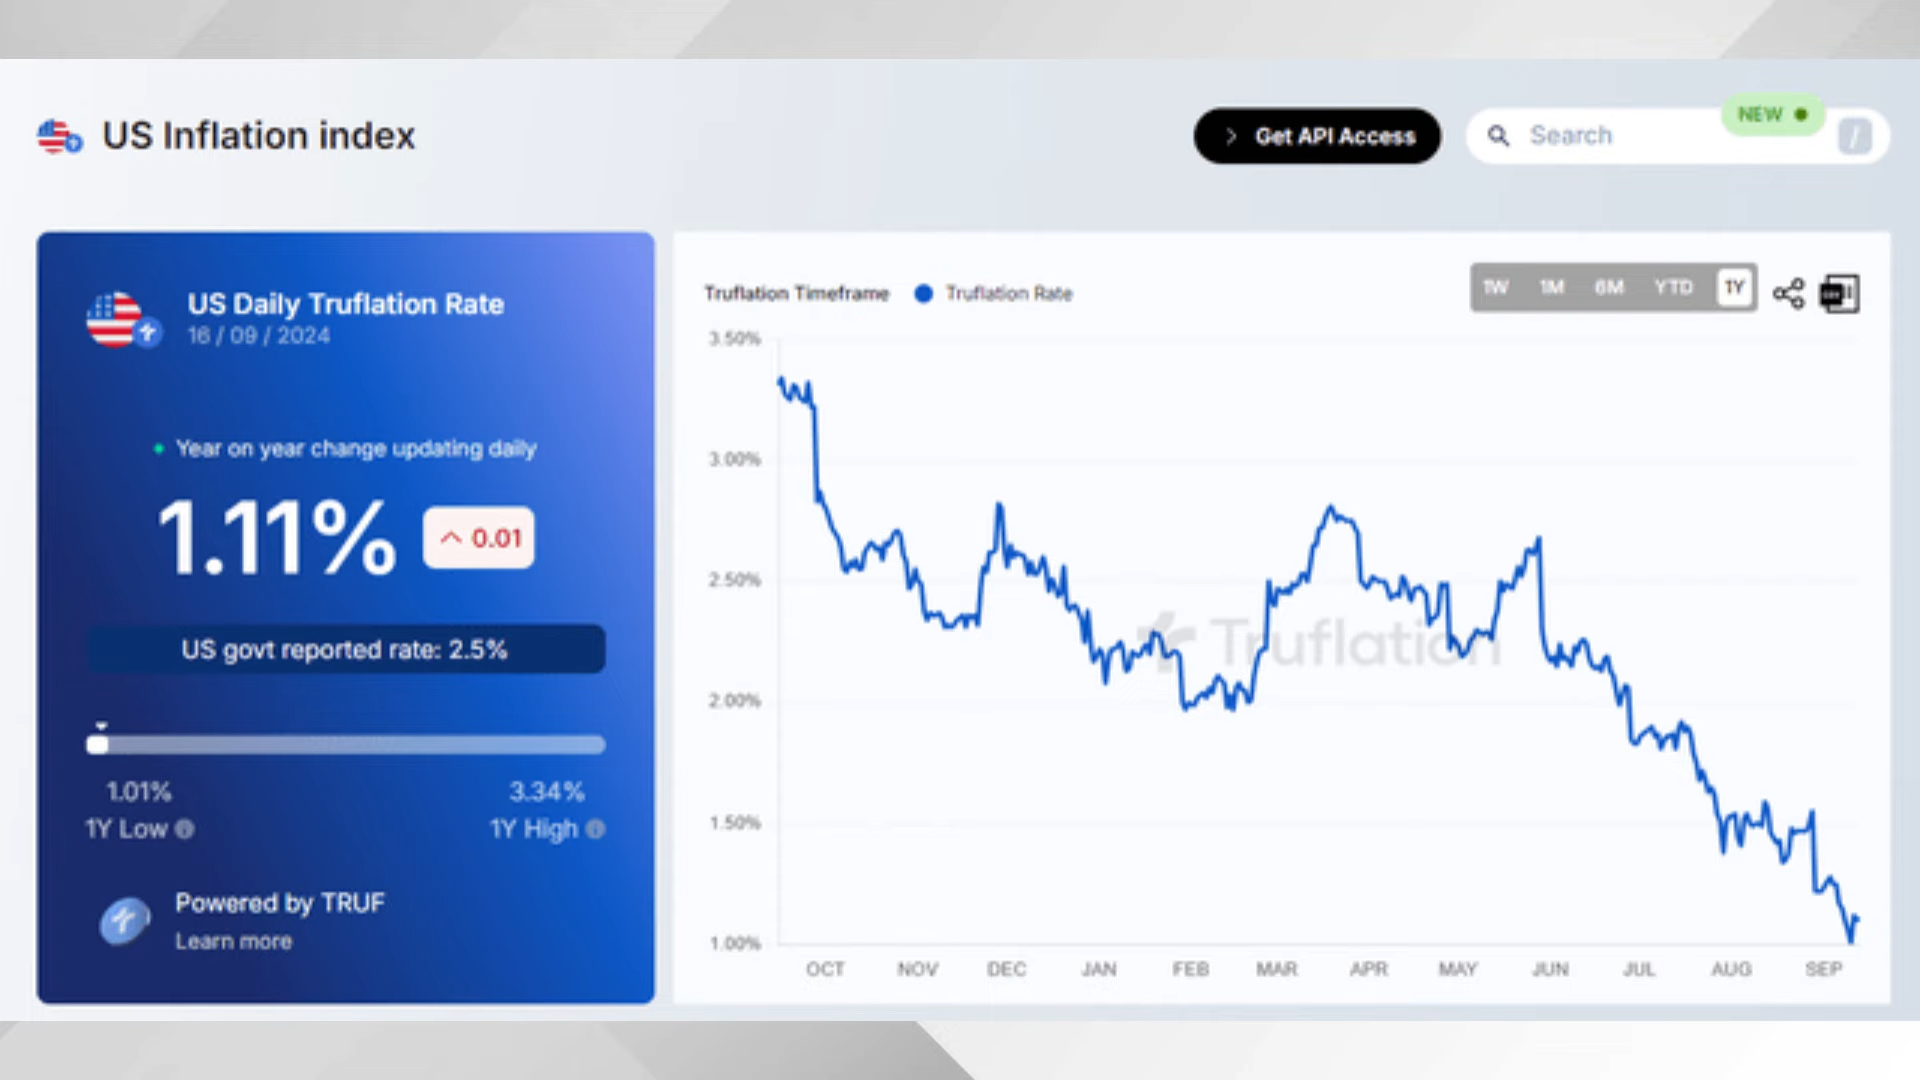 US Inflation index
Get API Access
Search
NEW
/
US Daily Truflation Rate
16 / 09 / 2024
Year on year change updating daily
1.11%
0.01
US govt reported rate: 2.5%
1.01%
3.34%
1Y Low
1Y High
Powered by TRUF
Learn more
Truflation Timeframe
Truflation Rate
1W 1M 6M YTD 1Y
3.50%
3.00%
2.50%
2.00%
1.50%
1.00%
Truflation
OCT NOV DEC JAN FEB MAR APR MAY JUN JUL AUG SEP